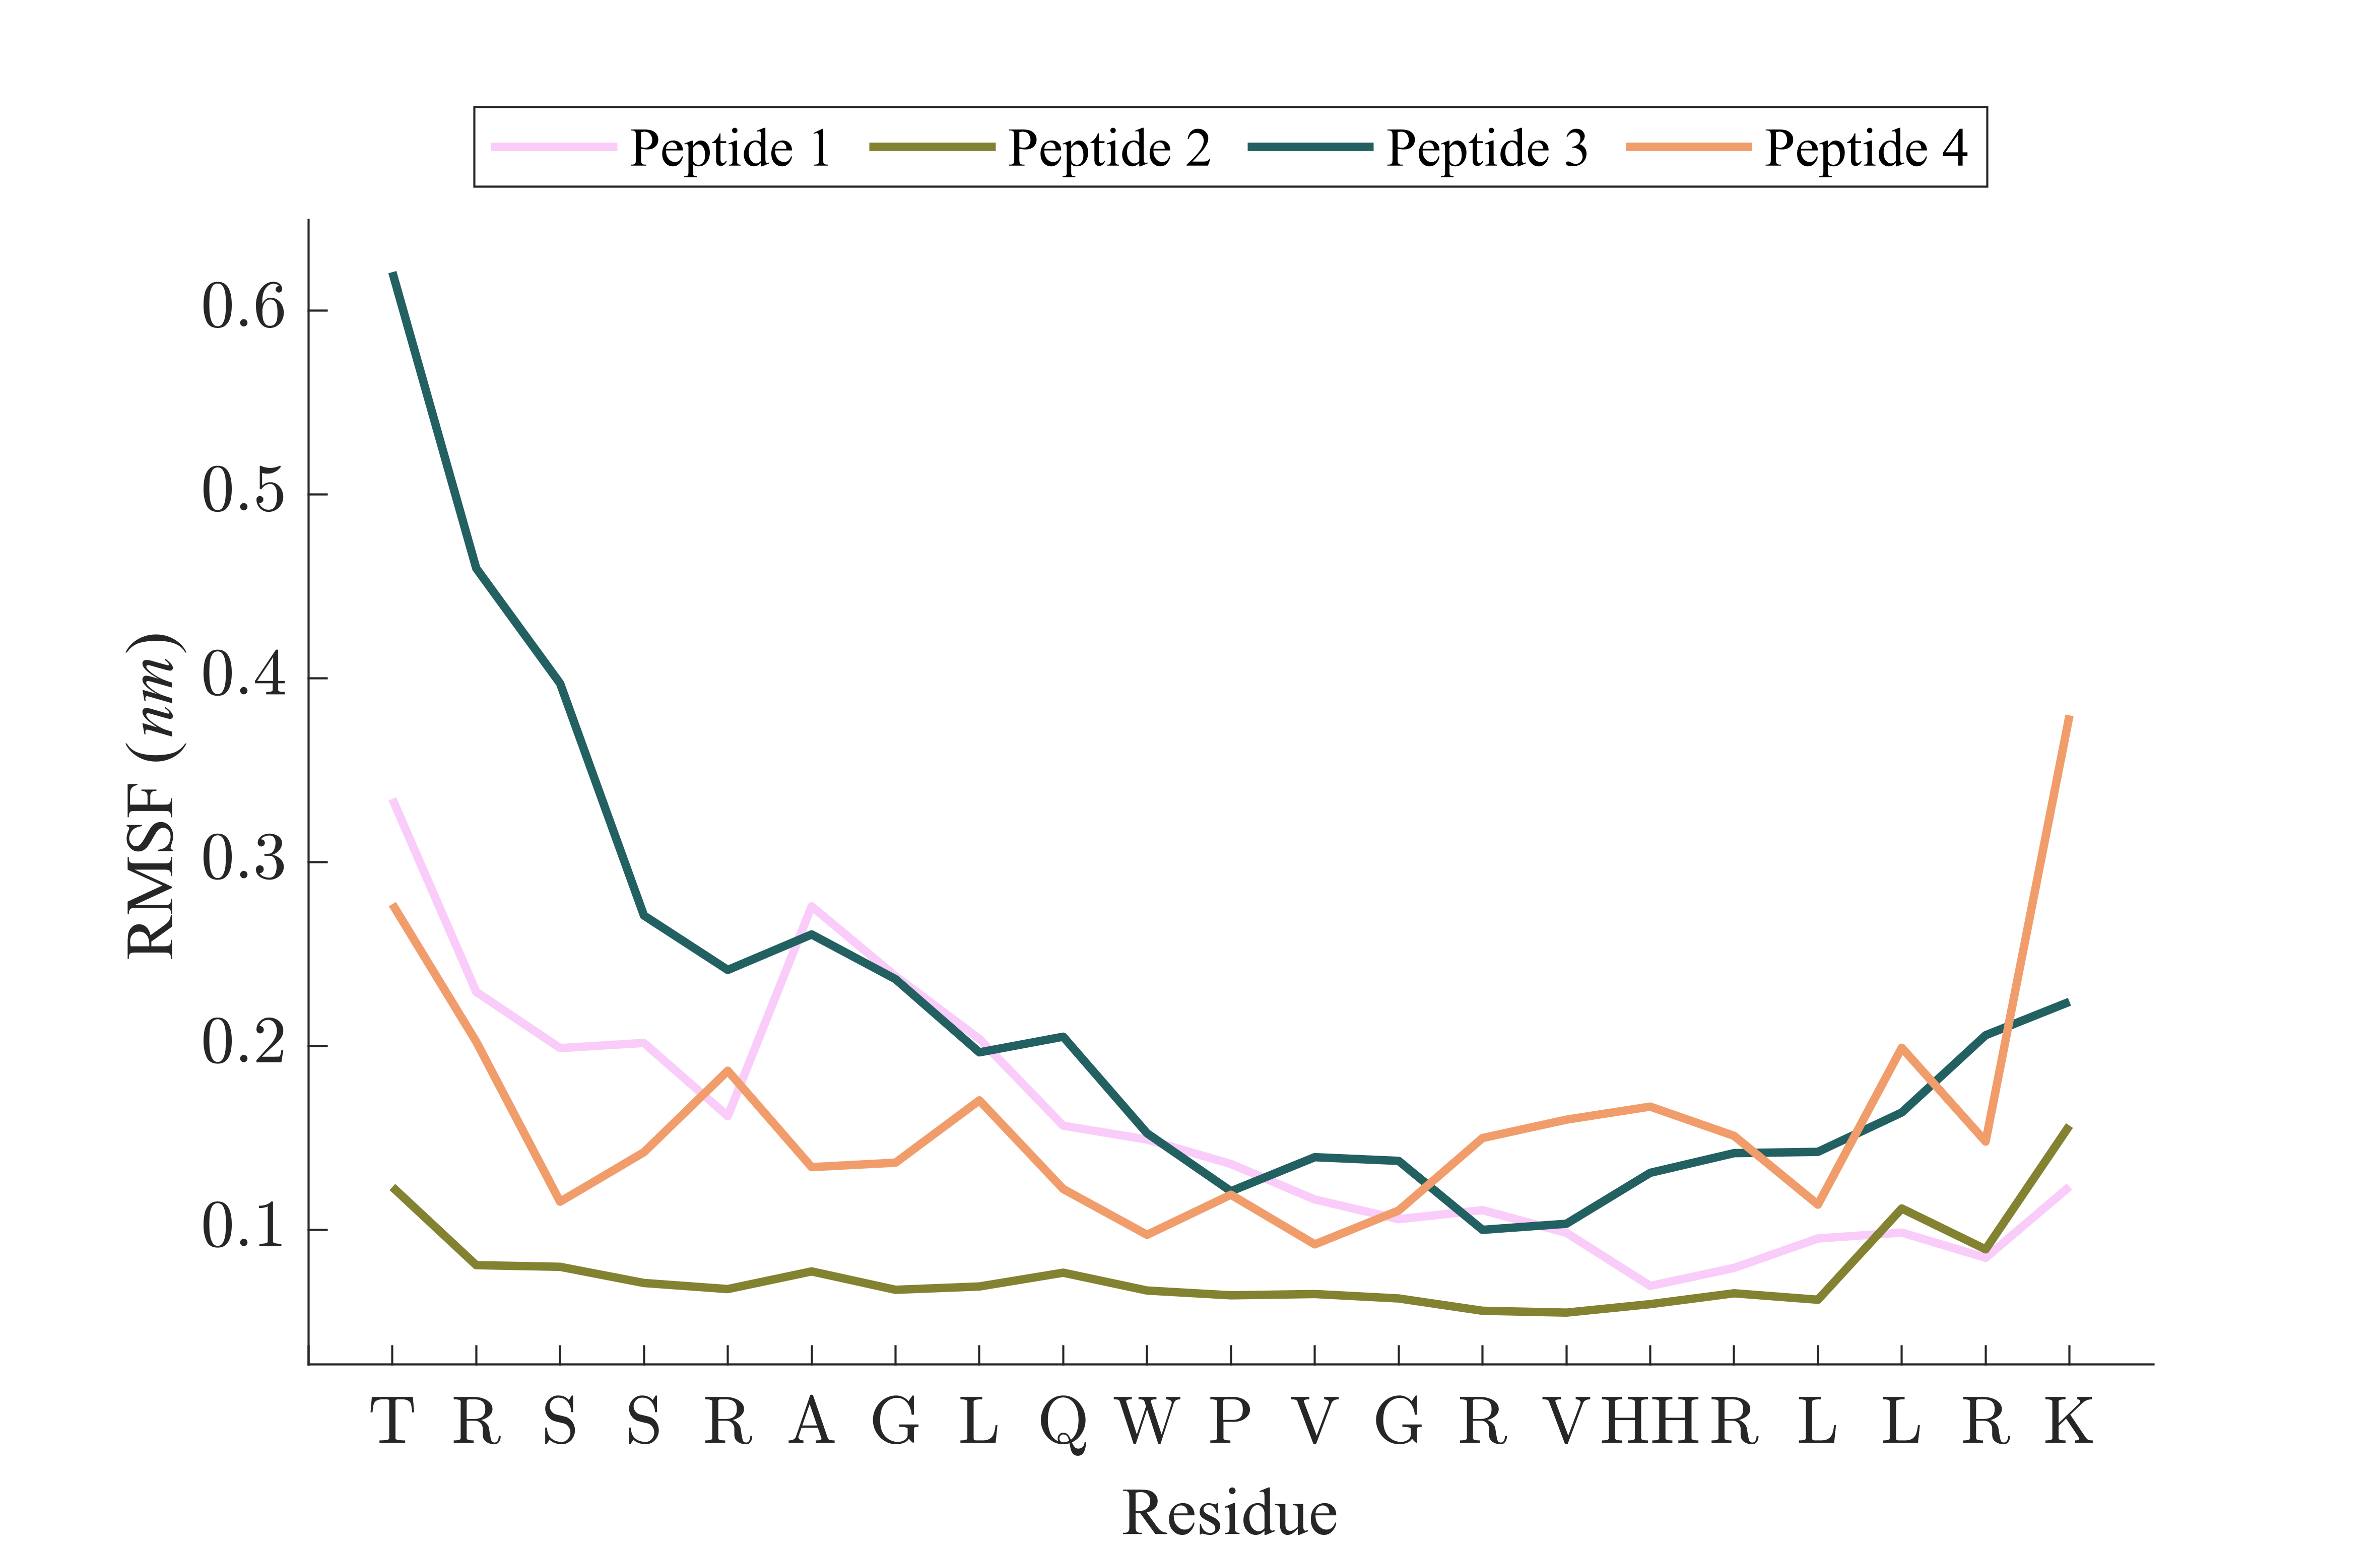 Peptide 1 Peptide 2 Peptide 3 Peptide 4
0.6
0.5
0.4
0.3
0.2
0.1
RMSF (nm)
T R S S R A G L Q W P V G R V HHH R L L R K
Residue